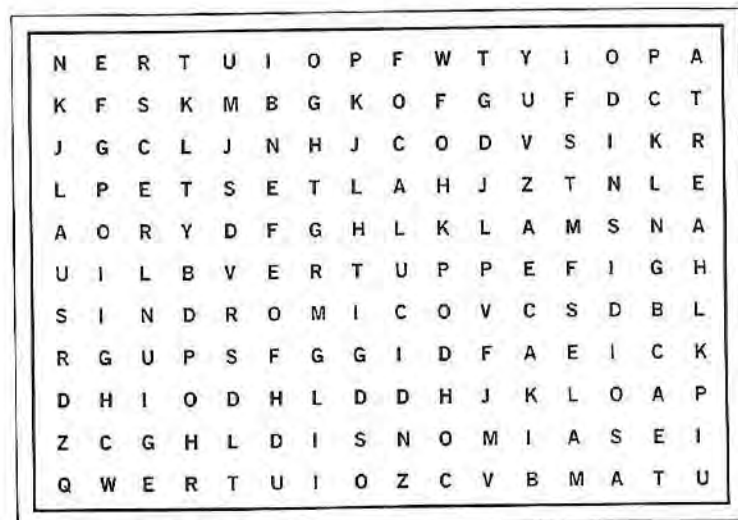 N E R T U I O P F W T Y I O P A
K F S K M B G K O F G U F D C T
J G C L J N H J C O D V S I K R
L P E T S E T L A H J Z T N L E
A O R Y D F G H L K L A M S N A
U I L B V E R T U P P E F I G H
S I N D R O M I C O V C S D B L
R G U P S F G G I D F A E I C K
D H I O D H L D D H J K L O A P
Z C G H L D I S N O M I A S E I
Q W E R T U I O Z C V B M A T U